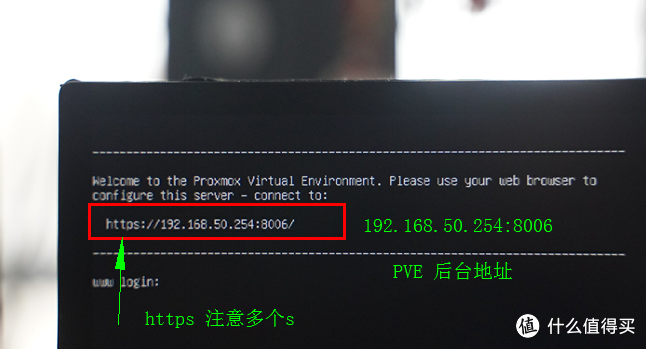 Welcome to the Proxmox Virtual Environment. Please use your web browser to
configure this server - connect to:
https://192.168.50.254:8006/
192.168.50.254:8006
PVE 后台地址
www login:
https 注意多个s
值 什么值得买